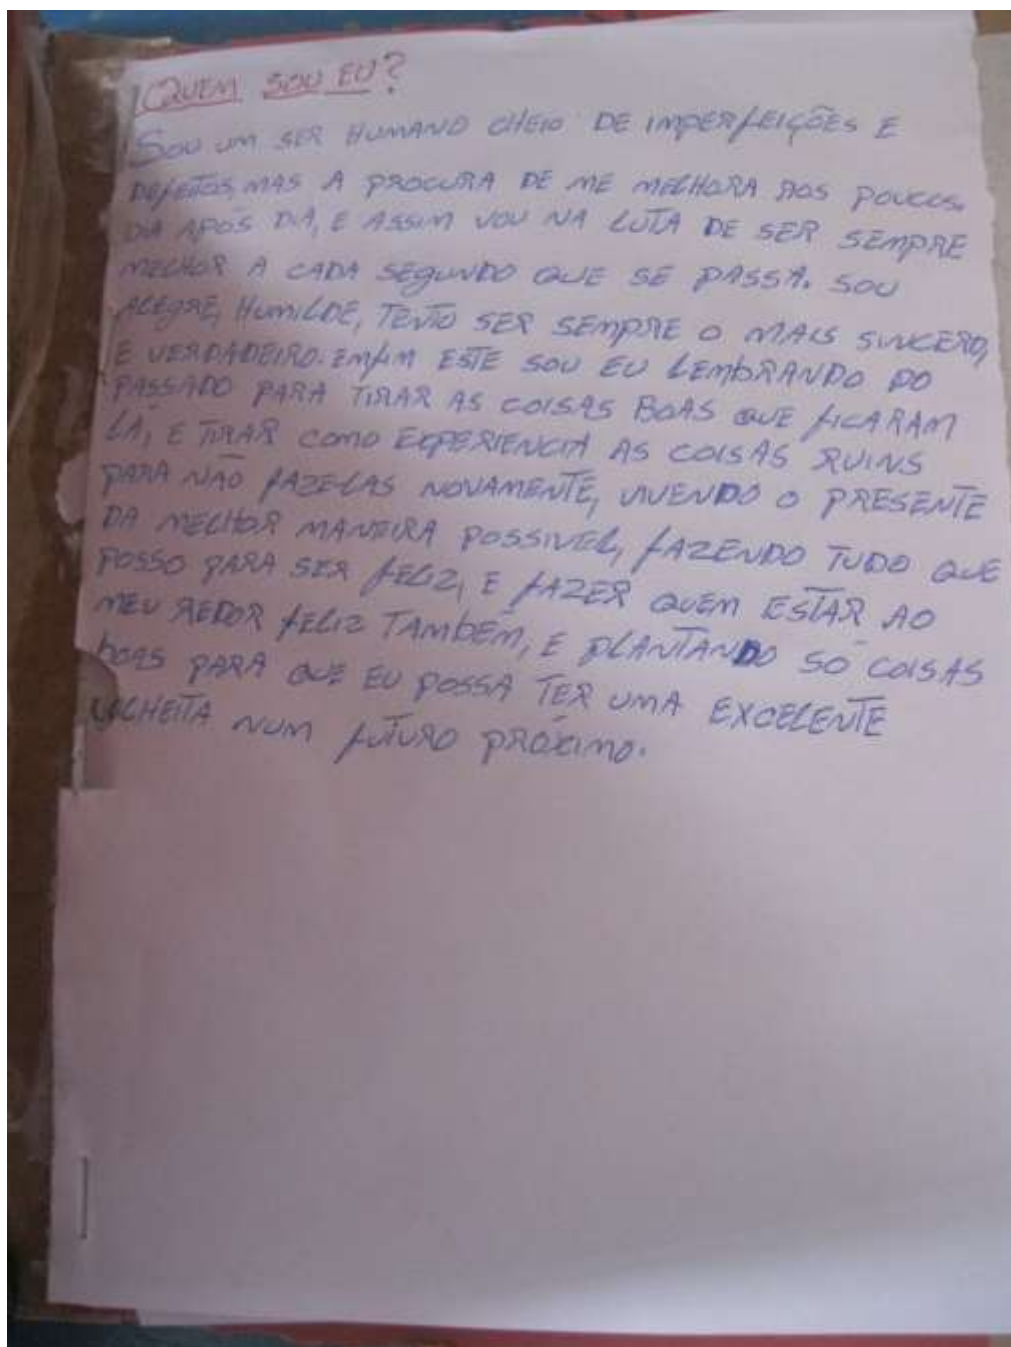 QUEM SOU EU?
SOU UM SER HUMANO CHEIO DE IMPERFEIÇÕES E
DEFEITOS, MAS A PROCURA DE ME MELHORA AOS POUCOS.
DIA APÓS DIA, E ASSIM VOU NA LUTA DE SER SEMPRE
MELHOR A CADA SEGUNDO QUE SE PASSA. SOU
ALEGRE, HUMILDE, TENTO SER SEMPRE O MAIS SINCERO,
E VERDADEIRO. ENFIM ESTE SOU EU LEMBRANDO DO
PASSADO PARA TIRAR AS COISAS BOAS QUE FICARAM
LÁ, E TIRAR COMO EXPERIENCIA AS COISAS RUINS
PARA NÃO FAZE-LAS NOVAMENTE, VIVENDO O PRESENTE
DA MELHOR MANEIRA POSSIVEL, FAZENDO TUDO QUE
POSSO PARA SER FELIZ, E FAZER QUEM ESTAR AO
MEU REDOR FELIZ TAMBÉM, E PLANTANDO SÓ COISAS
BOAS PARA QUE EU POSSA TER UMA EXCELENTE
COLHEITA NUM FUTURO PRÓXIMO.